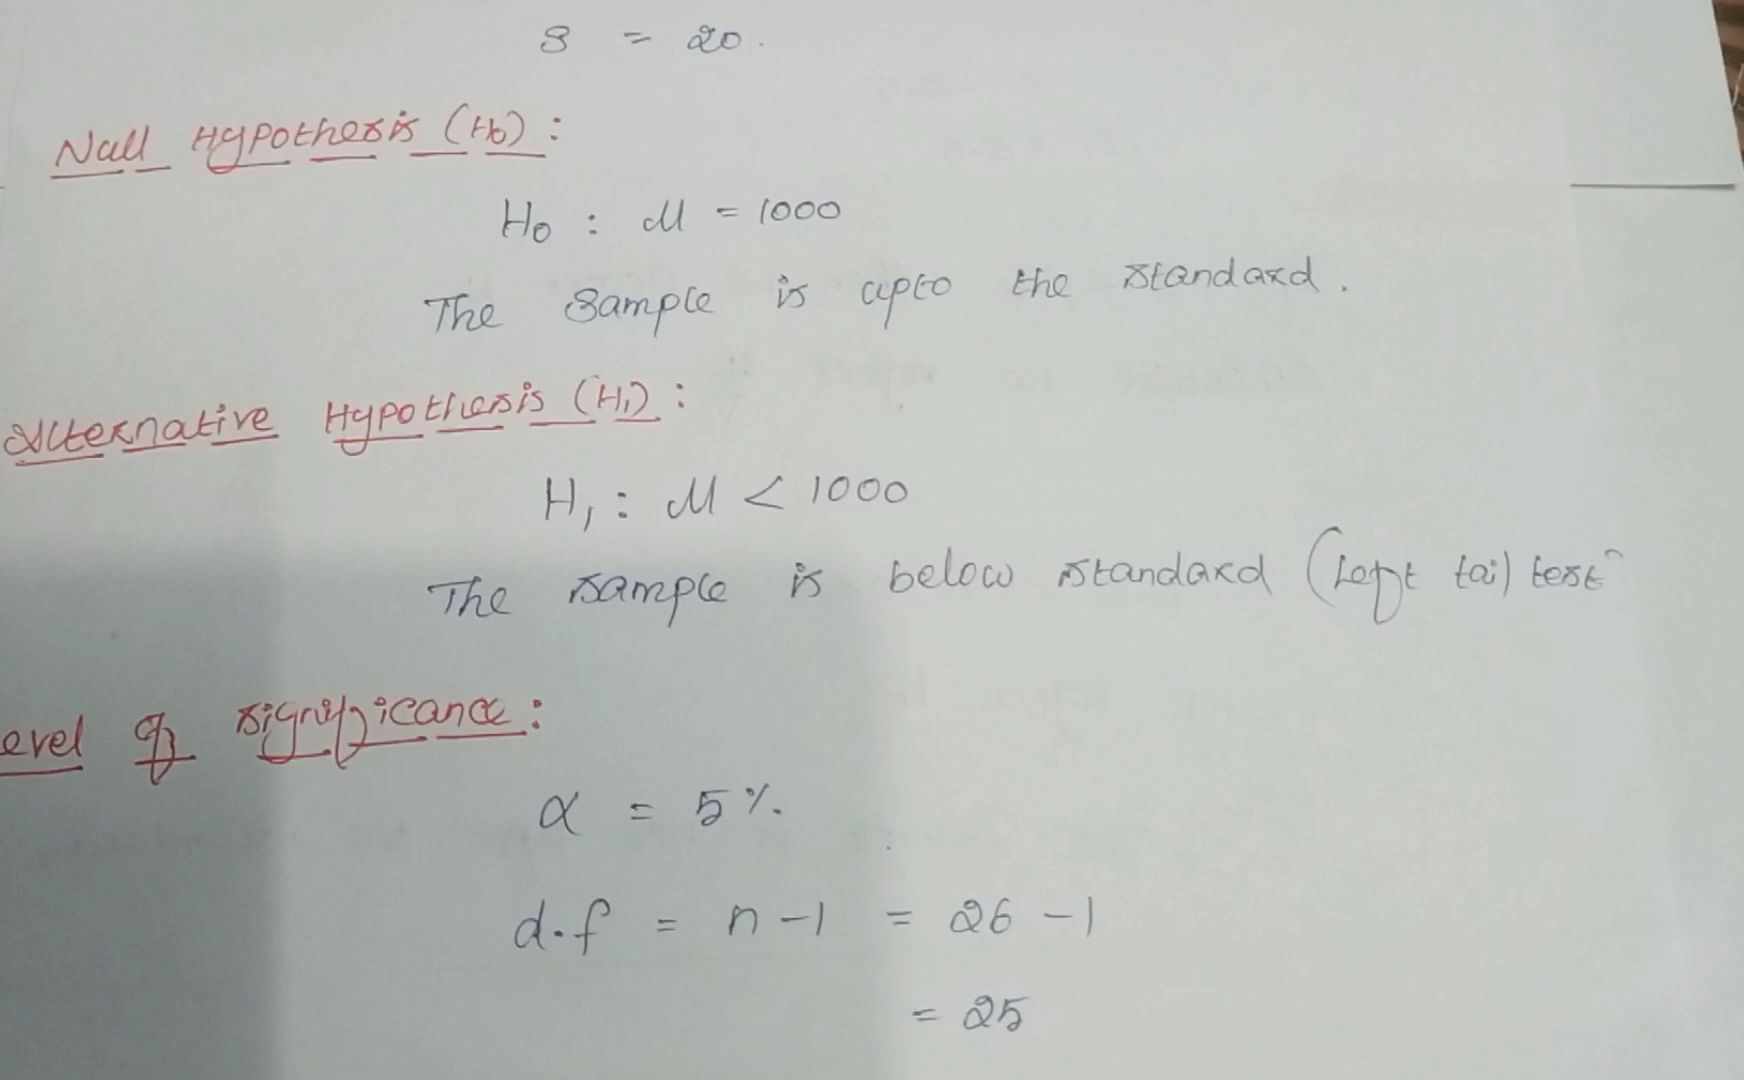 S = 20.
Null Hypothesis (H0) :
H0 : μ = 1000
The Sample is upto the standard.
Alternative Hypothesis (H1) :
H1 : μ < 1000
The sample is below standard (Left tail test
evel of significance :
α = 5%.
d.f = n-1 = 26-1
= 25